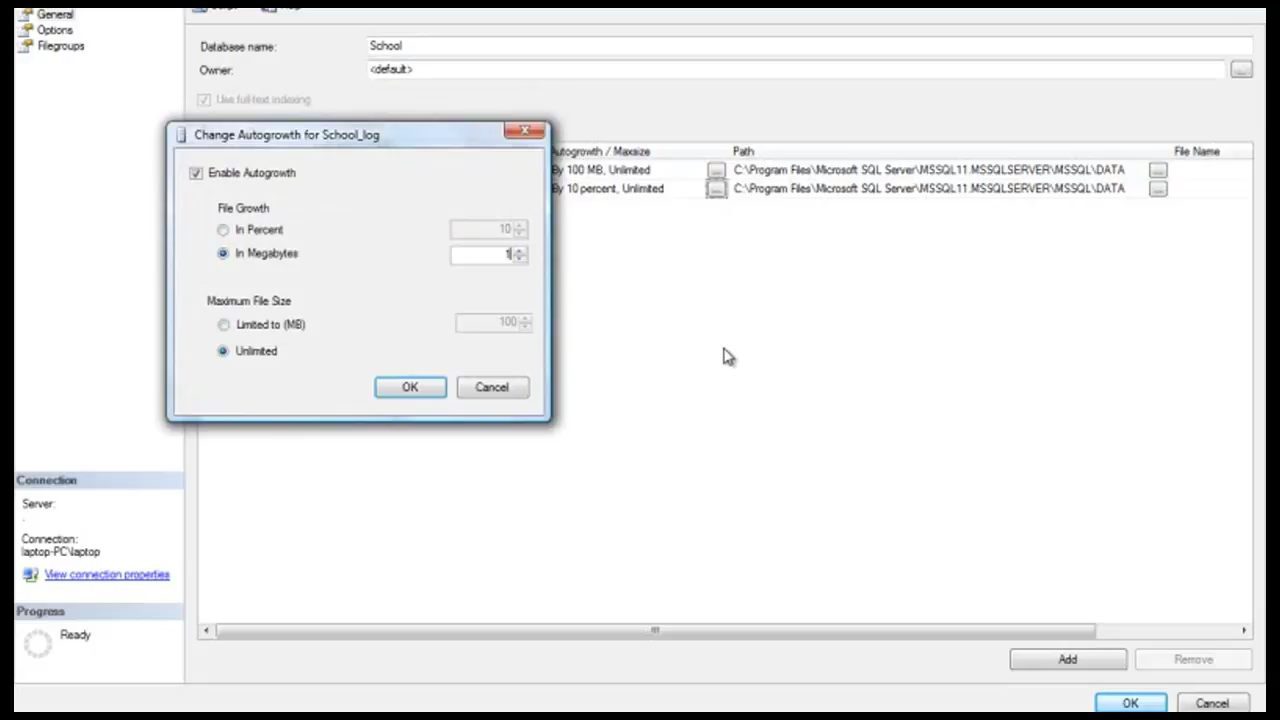 General
Options
Filegroups
Database name:
School
Owner:
<default>
...
Use full-text indexing
Autogrowth / Maxsize
Path
File Name
By 100 MB, Unlimited
...
C:\Program Files\Microsoft SQL Server\MSSQL11.MSSQLSERVER\MSSQL\DATA
...
By 10 percent, Unlimited
...
C:\Program Files\Microsoft SQL Server\MSSQL11.MSSQLSERVER\MSSQL\DATA
...
Change Autogrowth for School_log
Enable Autogrowth
File Growth
In Percent
10
In Megabytes
1
Maximum File Size
Limited to (MB)
100
Unlimited
OK
Cancel
Connection
Server:
.
Connection:
laptop-PC\laptop
View connection properties
Progress
Ready
Add
Remove
OK
Cancel